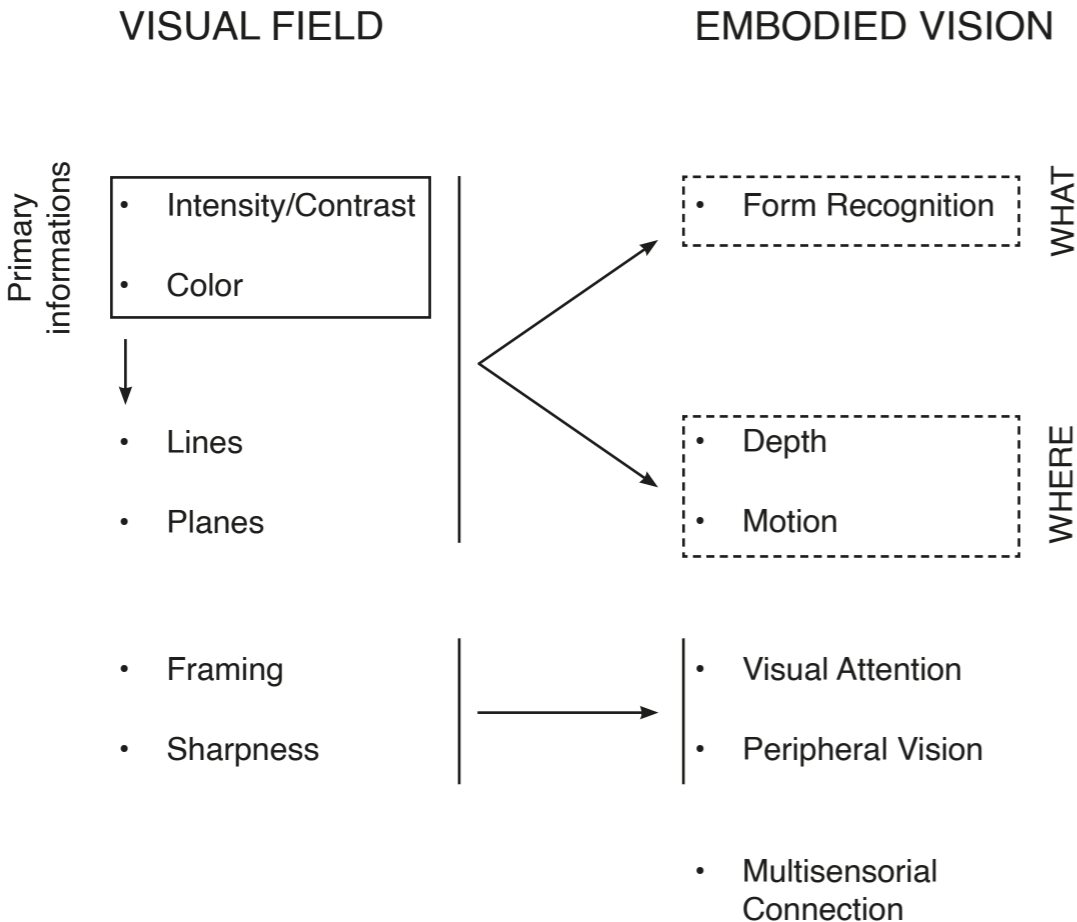 VISUAL FIELD
EMBODIED VISION
Primary
informations
• Intensity/Contrast
• Color
• Lines
• Planes
• Framing
• Sharpness
• Form Recognition
WHAT
• Depth
• Motion
WHERE
• Visual Attention
• Peripheral Vision
• Multisensorial
Connection